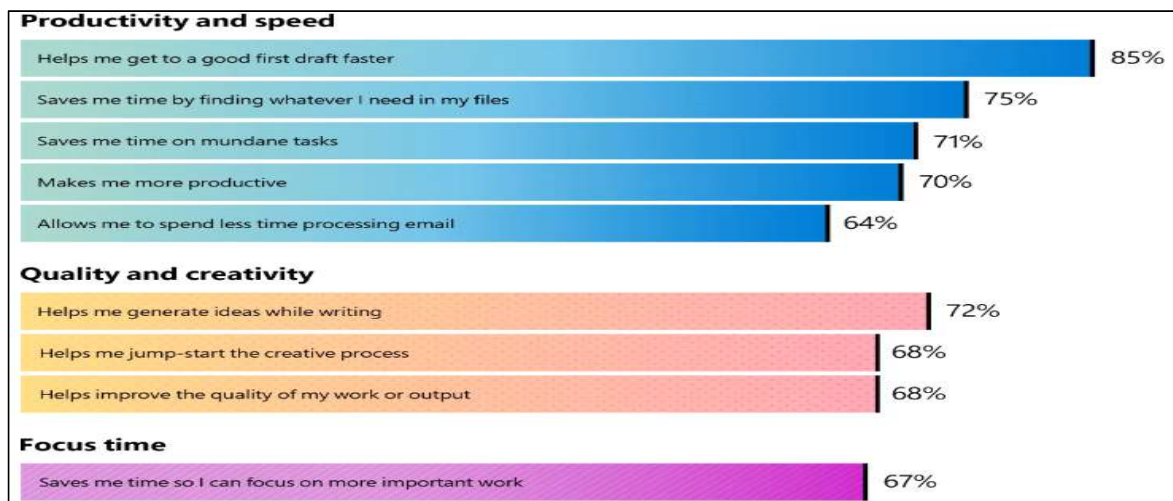 Productivity and speed
Helps me get to a good first draft faster 85%
Saves me time by finding whatever I need in my files 75%
Saves me time on mundane tasks 71%
Makes me more productive 70%
Allows me to spend less time processing email 64%
Quality and creativity
Helps me generate ideas while writing 72%
Helps me jump-start the creative process 68%
Helps improve the quality of my work or output 68%
Focus time
Saves me time so I can focus on more important work 67%